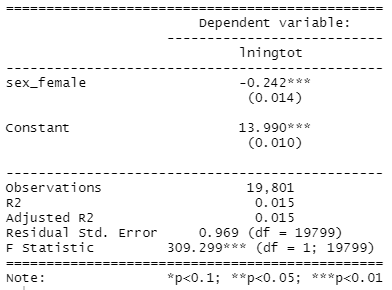 Dependent variable:
lningtot
sex_female -0.242***
(0.014)
Constant 13.990***
(0.010)
Observations 19,801
R2 0.015
Adjusted R2 0.015
Residual Std. Error 0.969 (df = 19799)
F Statistic 309.299*** (df = 1; 19799)
Note: *p<0.1; **p<0.05; ***p<0.01